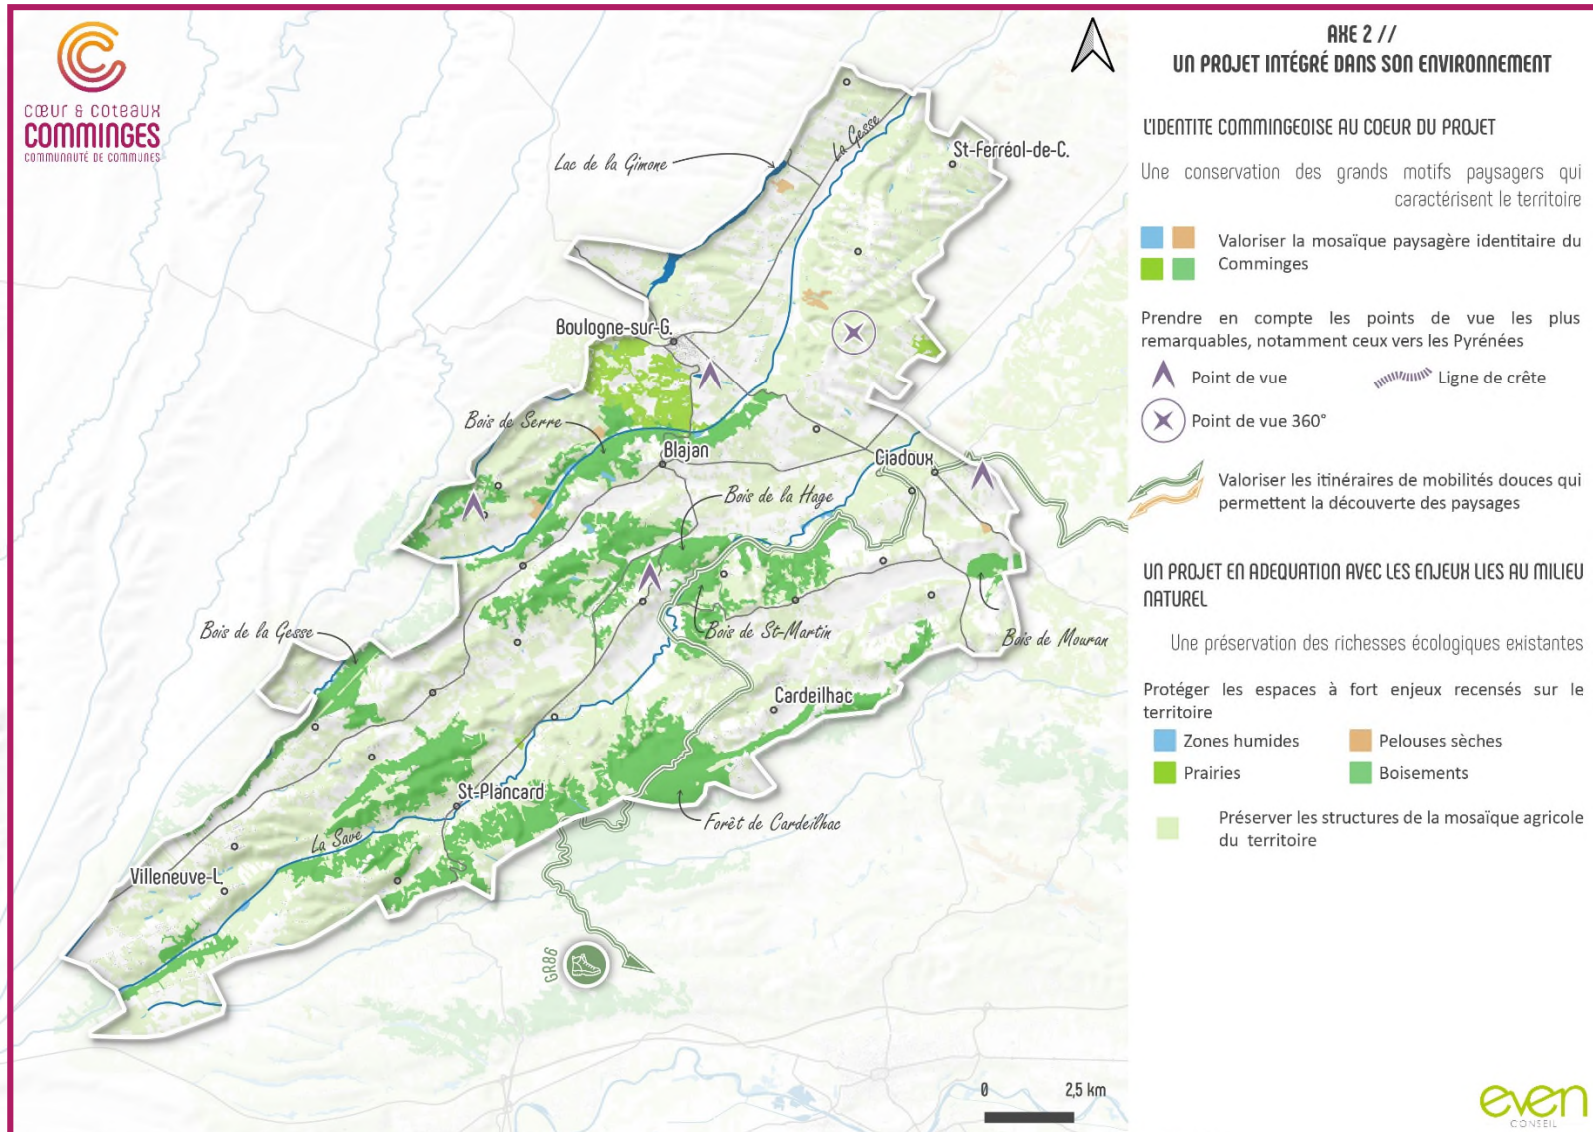 CŒUR & COTEAUX
COMMINGES
COMMUNAUTÉ DE COMMUNES
AXE 2 //
UN PROJET INTÉGRÉ DANS SON ENVIRONNEMENT
L'IDENTITE COMMINGEOISE AU COEUR DU PROJET
Une conservation des grands motifs paysagers qui
caractérisent le territoire
Valoriser la mosaïque paysagère identitaire du
Comminges
Prendre en compte les points de vue les plus
remarquables, notamment ceux vers les Pyrénées
Point de vue
Ligne de crête
Point de vue 360°
Valoriser les itinéraires de mobilités douces qui
permettent la découverte des paysages
UN PROJET EN ADEQUATION AVEC LES ENJEUX LIES AU MILIEU
NATUREL
Une préservation des richesses écologiques existantes
Protéger les espaces à fort enjeux recensés sur le
territoire
Zones humides
Pelouses sèches
Prairies
Boisements
Préserver les structures de la mosaïque agricole
du territoire
La Gesse
St-Ferréol-de-C.
Lac de la Gimone
Boulogne-sur-G.
Bois de Serre
Blajan
Ciadoux
Bois de la Hage
Bois de la Gesse
Bois de St-Martin
Bois de Mouran
Cardeilhac
St-Plancard
Forêt de Cardeilhac
La Save
Villeneuve-L.
GR86
0 2,5 km
even
CONSEIL